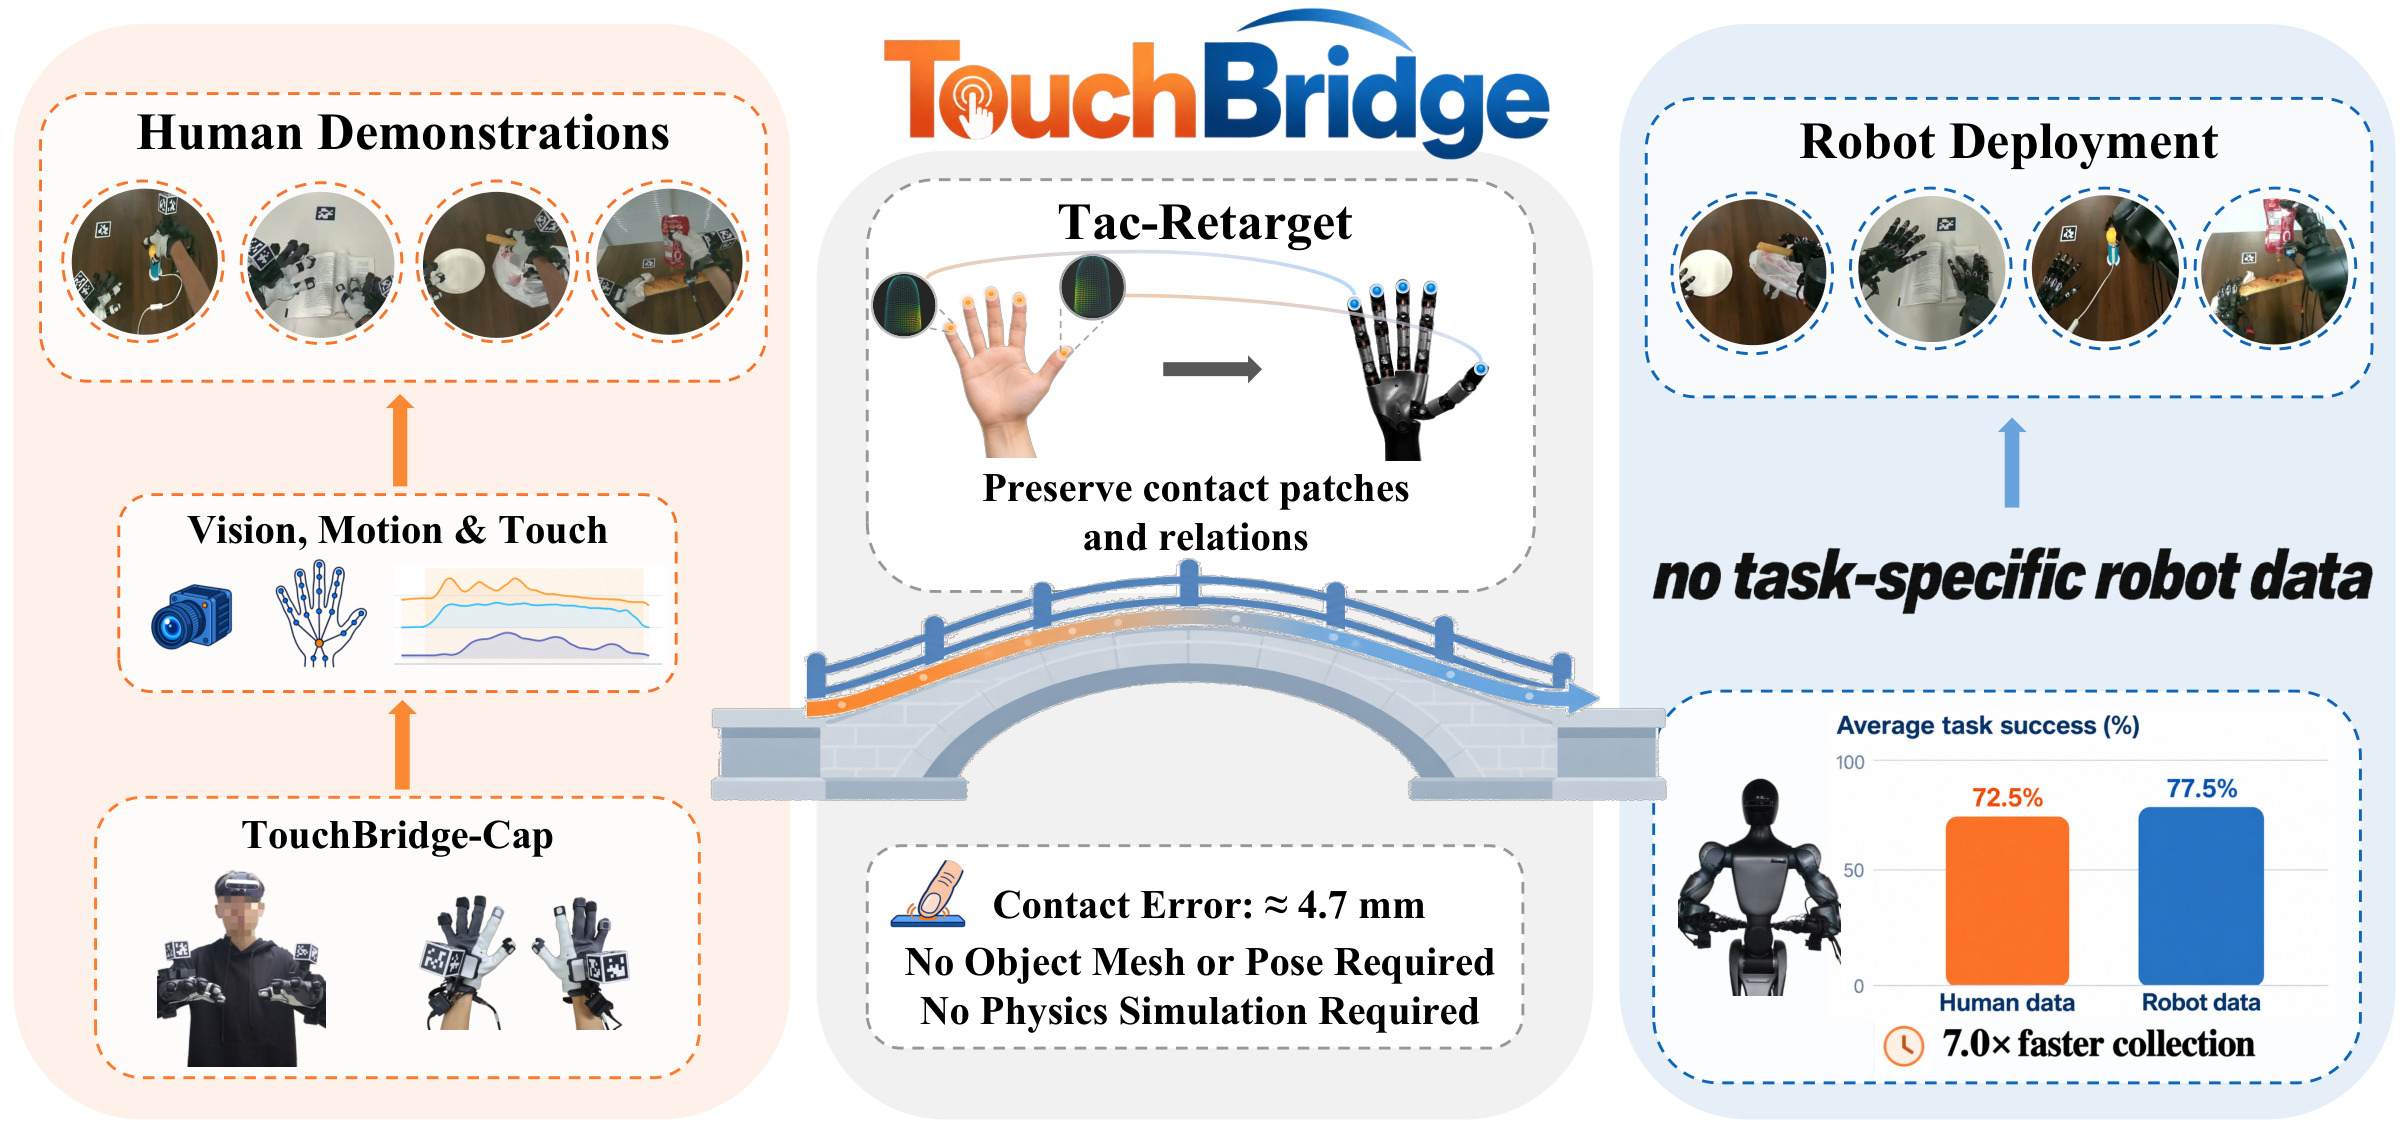 TouchBridge
Human Demonstrations
Vision, Motion & Touch
TouchBridge-Cap
Tac-Retarget
Preserve contact patches
and relations
Contact Error: ≈ 4.7 mm
No Object Mesh or Pose Required
No Physics Simulation Required
Robot Deployment
no task-specific robot data
Average task success (%)
100
50
0
72.5%
77.5%
Human data
Robot data
7.0× faster collection